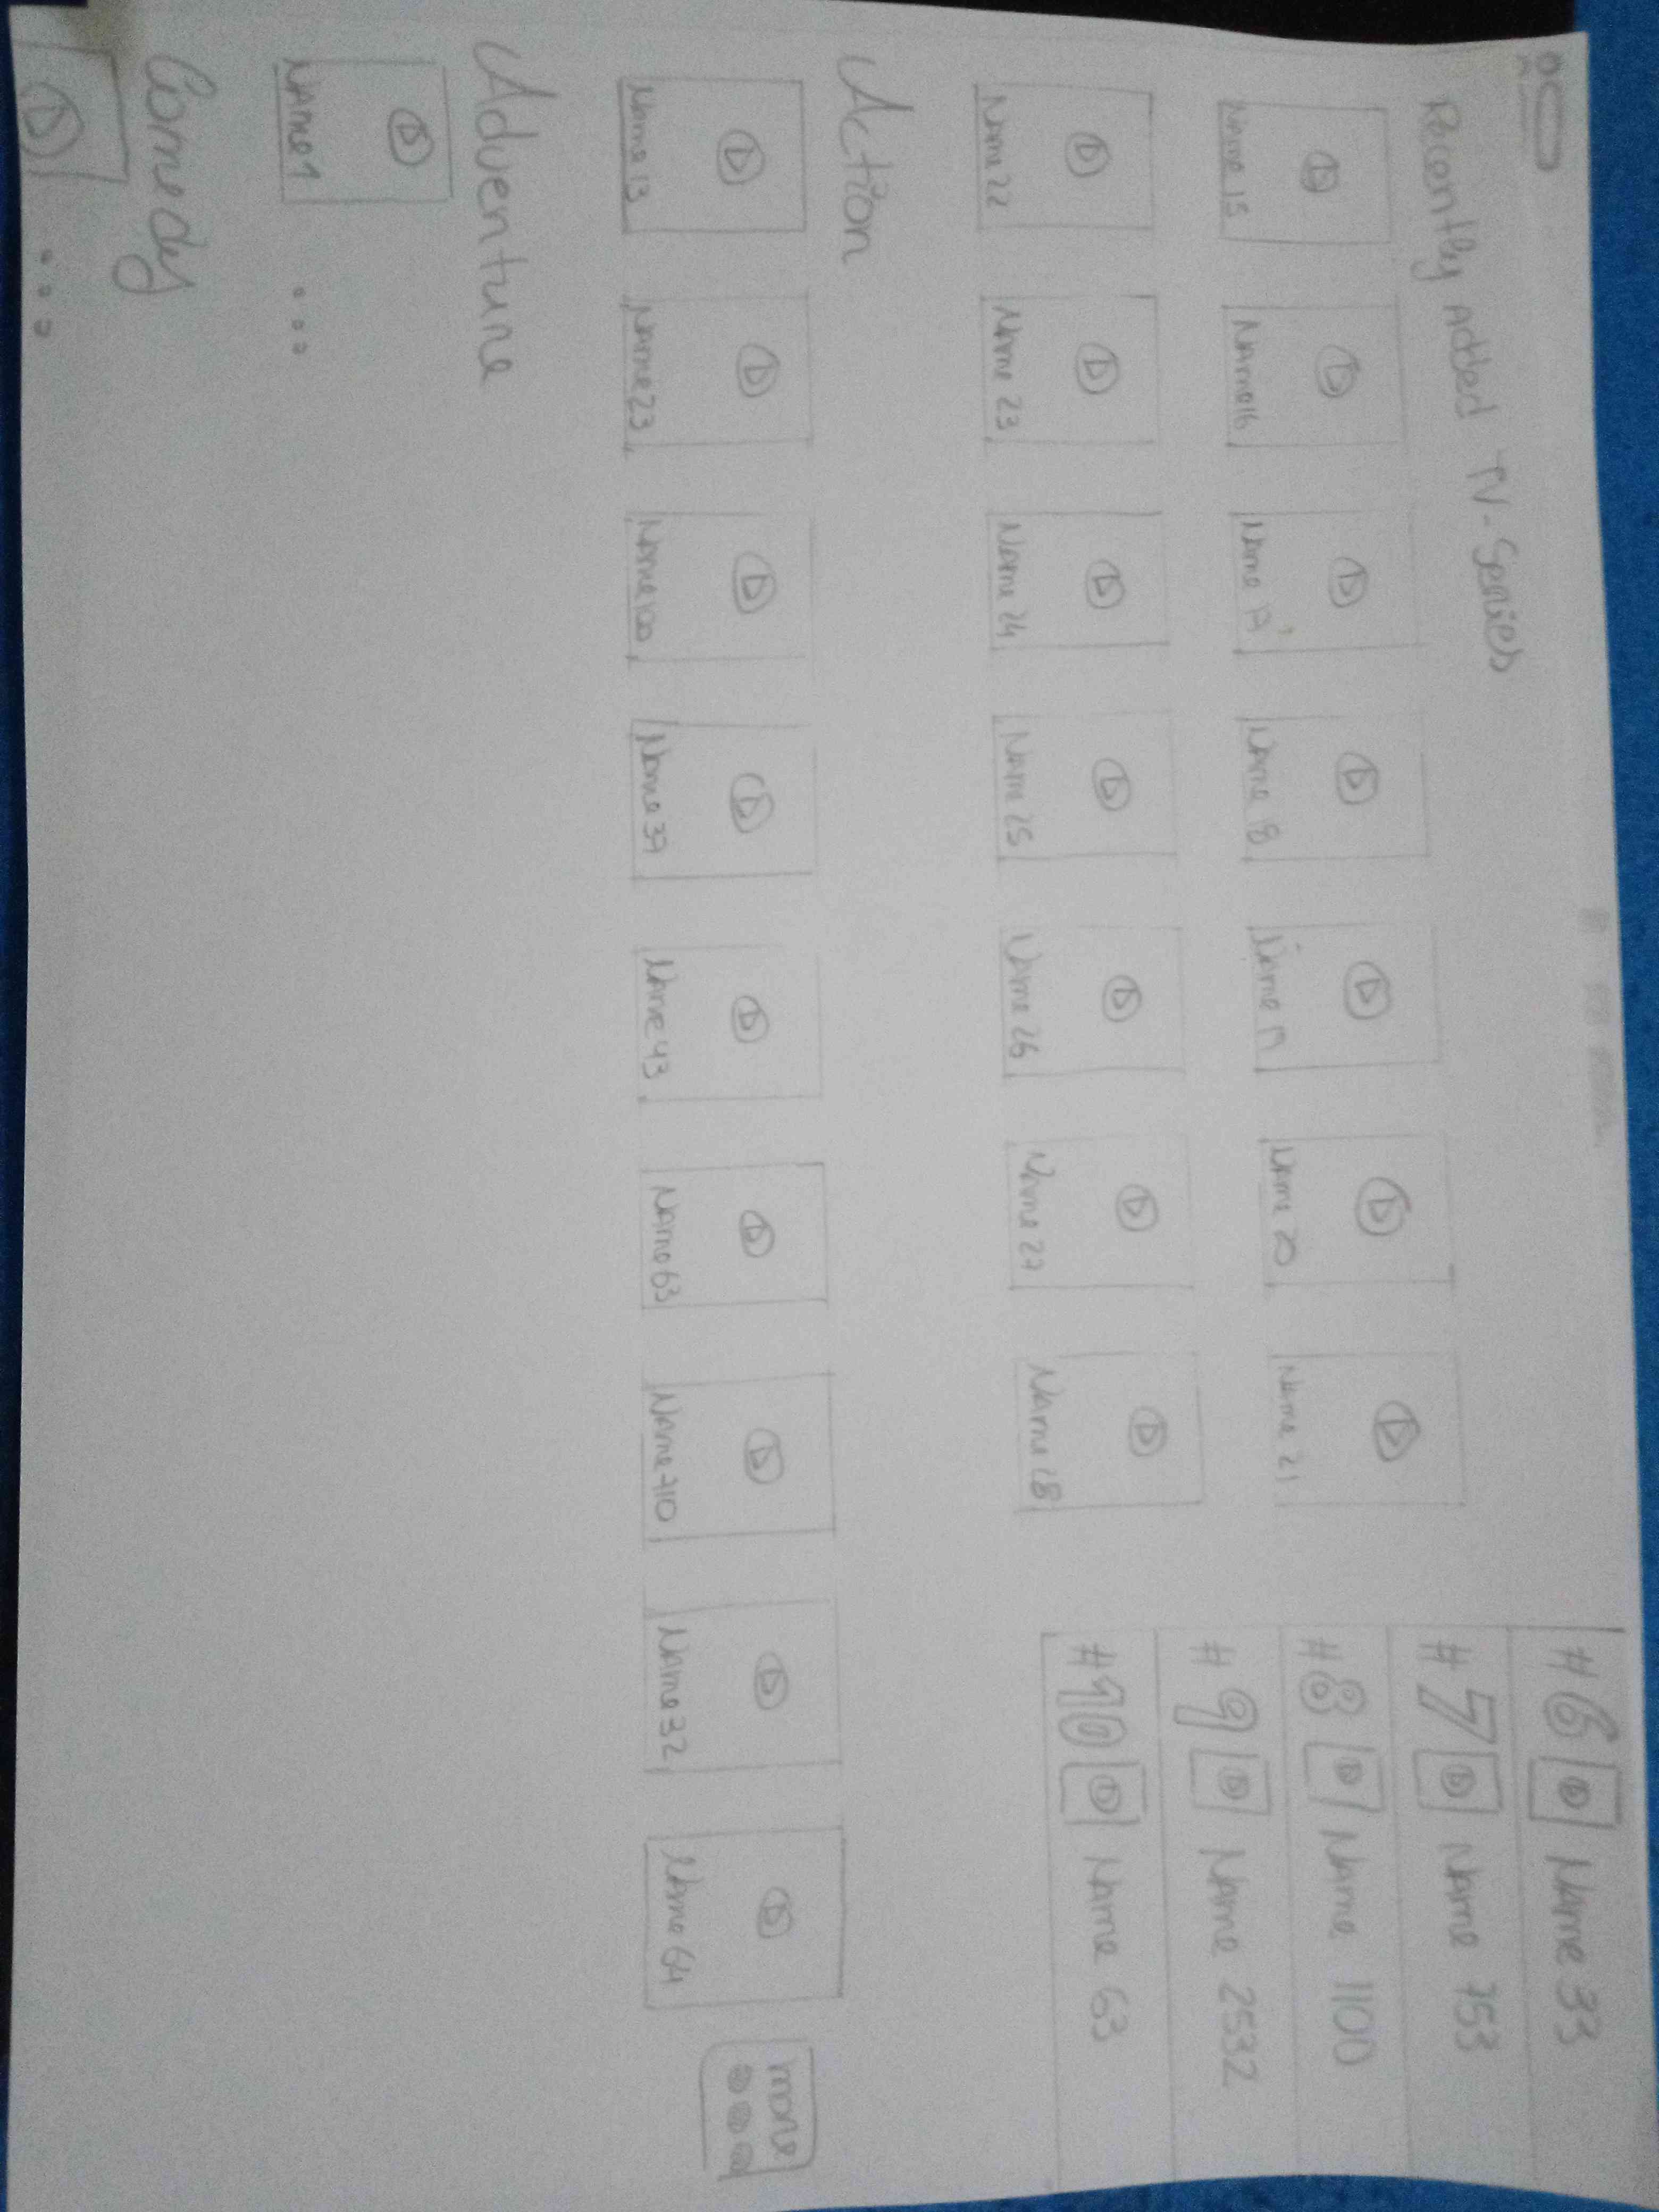 Recently Added TV-Series
Name 15 Name 16 Name 17 Name 18 Name 19 Name 20 Name 21
Name 22 Name 23 Name 24 Name 25 Name 26 Name 27 Name 28
#6 Name 33
#7 Name 753
#8 Name 1100
#9 Name 2532
#10 Name 63
Action
Name 13 Name 23 Name 100 Name 37 Name 43 Name 63 Name 710 Name 32 Name 64 more
Adventure
Name 1 ...
Comedy
...